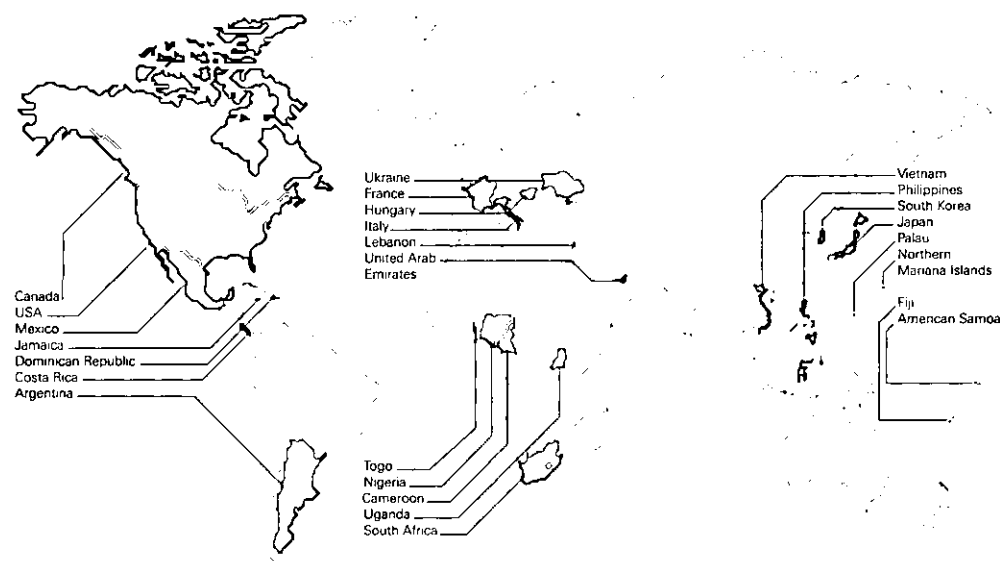 Canada
USA
Mexico
Jamaica
Dominican Republic
Costa Rica
Argentina
Ukraine
France
Hungary
Italy
Lebanon
United Arab
Emirates
Togo
Nigeria
Cameroon
Uganda
South Africa
Vietnam
Philippines
South Korea
Japan
Palau
Northern
Mariana Islands
Fiji
American Samoa